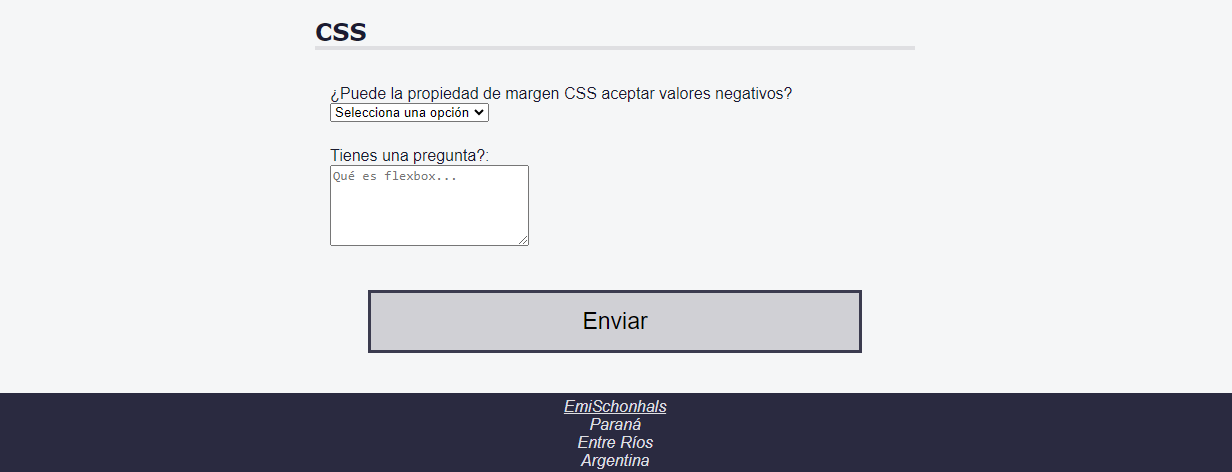 CSS
¿Puede la propiedad de margen CSS aceptar valores negativos?
Selecciona una opción
Tienes una pregunta?:
Qué es flexbox...
Enviar
EmiSchonhals
Paraná
Entre Ríos
Argentina